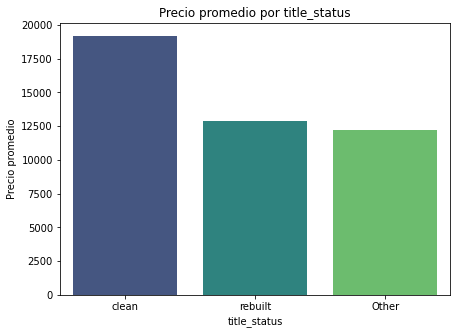 Precio promedio por title_status
Precio promedio
20000
17500
15000
12500
10000
7500
5000
2500
0
clean rebuilt Other
title_status